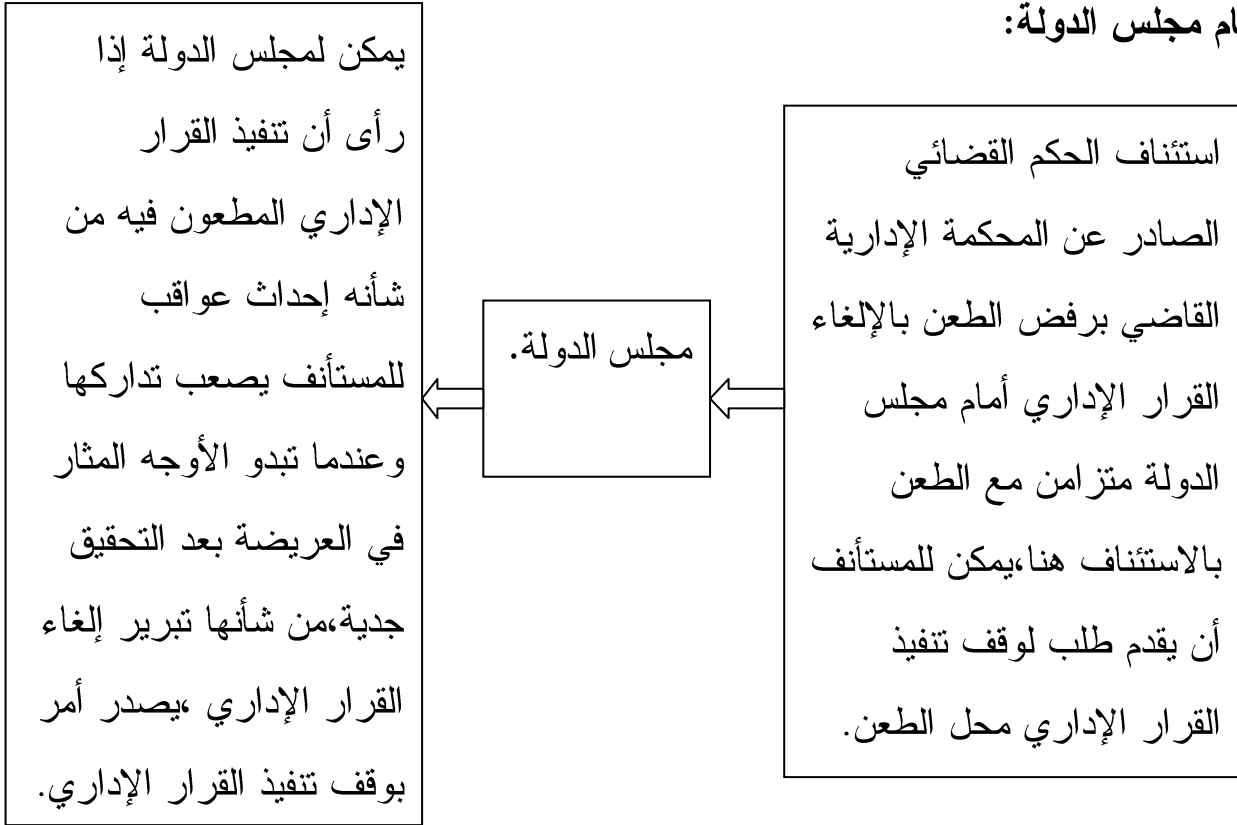 مجلس الدولة:
استئناف الحكم القضائي
الصادر عن المحكمة الإدارية
القاضي برفض الطعن بالإلغاء
القرار الإداري أمام مجلس
الدولة متزامن مع الطعن
بالاستئناف هنا،يمكن للمستأنف
أن يقدم طلب لوقف تنفيذ
القرار الإداري محل الطعن.
مجلس الدولة.
يمكن لمجلس الدولة إذا
رأى أن تنفيذ القرار
الإداري المطعون فيه من
شأنه إحداث عواقب
للمستأنف يصعب تداركها
وعندما تبدو الأوجه المثار
في العريضة بعد التحقيق
جدية،من شأنها تبرير إلغاء
القرار الإداري ،يصدر أمر
بوقف تنفيذ القرار الإداري.